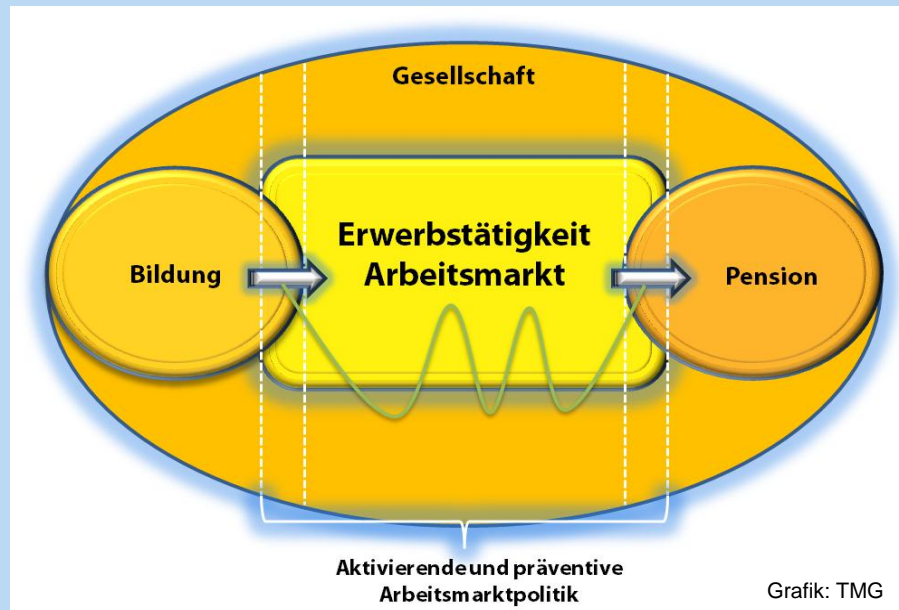 Gesellschaft
Bildung
Erwerbstätigkeit
Arbeitsmarkt
Pension
Aktivierende und präventive
Arbeitsmarktpolitik
Grafik: TMG